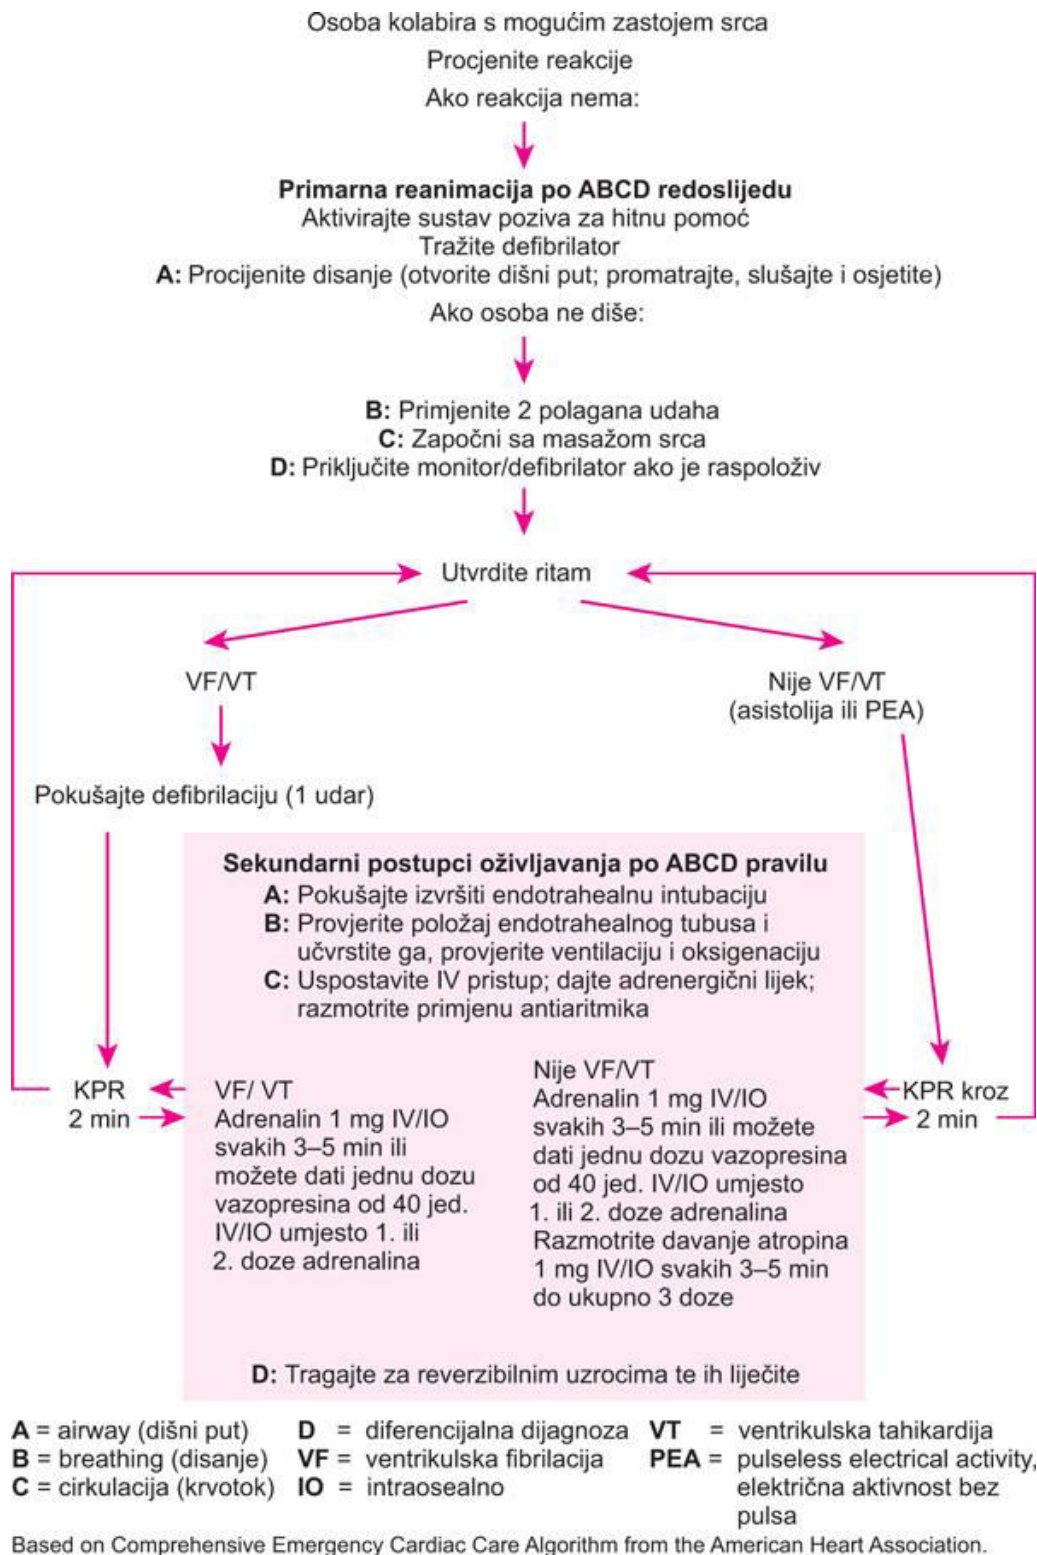 Osoba kolabira s mogućim zastojem srca
Procjenite reakcije
Ako reakcija nema:
Primarna reanimacija po ABCD redoslijedu
Aktivirajte sustav poziva za hitnu pomoć
Tražite defibrilator
A: Procijenite disanje (otvorite dišni put; promatrajte, slušajte i osjetite)
Ako osoba ne diše:
B: Primjenite 2 polagana udaha
C: Započni sa masažom srca
D: Priključite monitor/defibrilator ako je raspoloživ
Utvrdite ritam
VF/VT
Nije VF/VT
(asistolija ili PEA)
Pokušajte defibrilaciju (1 udar)
Sekundarni postupci oživljavanja po ABCD pravilu
A: Pokušajte izvršiti endotrahealnu intubaciju
B: Provjerite položaj endotrahealnog tubusa i
učvrstite ga, provjerite ventilaciju i oksigenaciju
C: Uspostavite IV pristup; dajte adrenergični lijek;
razmotrite primjenu antiaritmika
KPR
2 min
VF/ VT
Adrenalin 1 mg IV/IO
svakih 3–5 min ili
možete dati jednu dozu
vazopresina od 40 jed.
IV/IO umjesto 1. ili
2. doze adrenalina
Nije VF/VT
Adrenalin 1 mg IV/IO
svakih 3–5 min ili možete
dati jednu dozu vazopresina
od 40 jed. IV/IO umjesto
1. ili 2. doze adrenalina
Razmotrite davanje atropina
1 mg IV/IO svakih 3–5 min
do ukupno 3 doze
KPR kroz
2 min
D: Tragajte za reverzibilnim uzrocima te ih liječite
A = airway (dišni put) D = diferencijalna dijagnoza VT = ventrikulska tahikardija
B = breathing (disanje) VF = ventrikulska fibrilacija PEA = pulseless electrical activity,
C = cirkulacija (krvotok) IO = intraosealno električna aktivnost bez
pulsa
Based on Comprehensive Emergency Cardiac Care Algorithm from the American Heart Association.